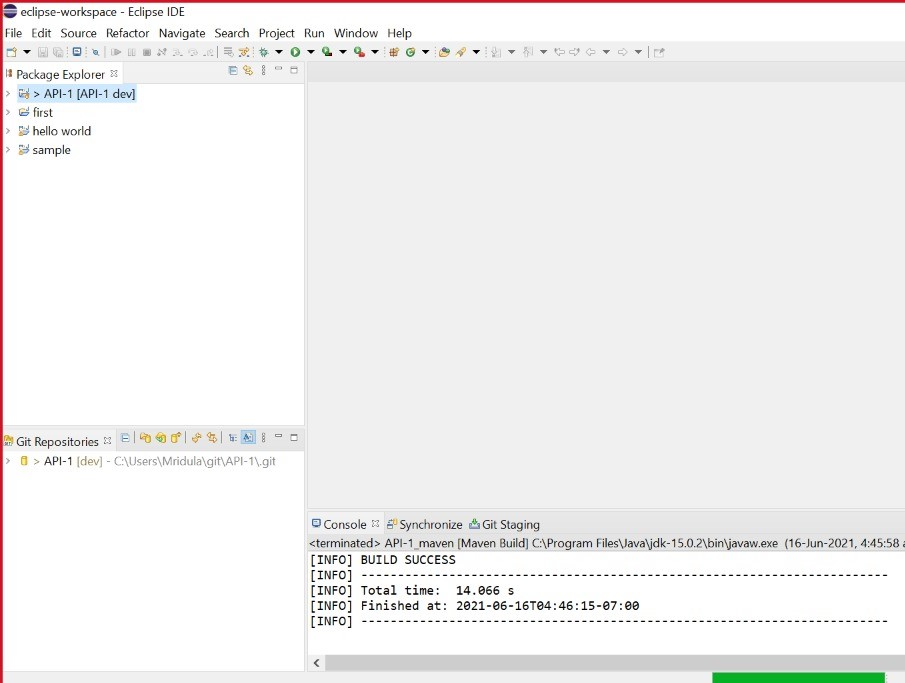 eclipse-workspace - Eclipse IDE
File Edit Source Refactor Navigate Search Project Run Window Help
Package Explorer
> API-1 [API-1 dev]
first
hello world
sample
Git Repositories
> API-1 [dev] - C:\Users\Mridula\git\API-1\.git
Console Synchronize Git Staging
<terminated> API-1_maven [Maven Build] C:\Program Files\Java\jdk-15.0.2\bin\javaw.exe (16-Jun-2021, 4:45:58 a
[INFO] BUILD SUCCESS
[INFO] ------------------------------------------------------------------------
[INFO] Total time:  14.066 s
[INFO] Finished at: 2021-06-16T04:46:15-07:00
[INFO] ------------------------------------------------------------------------